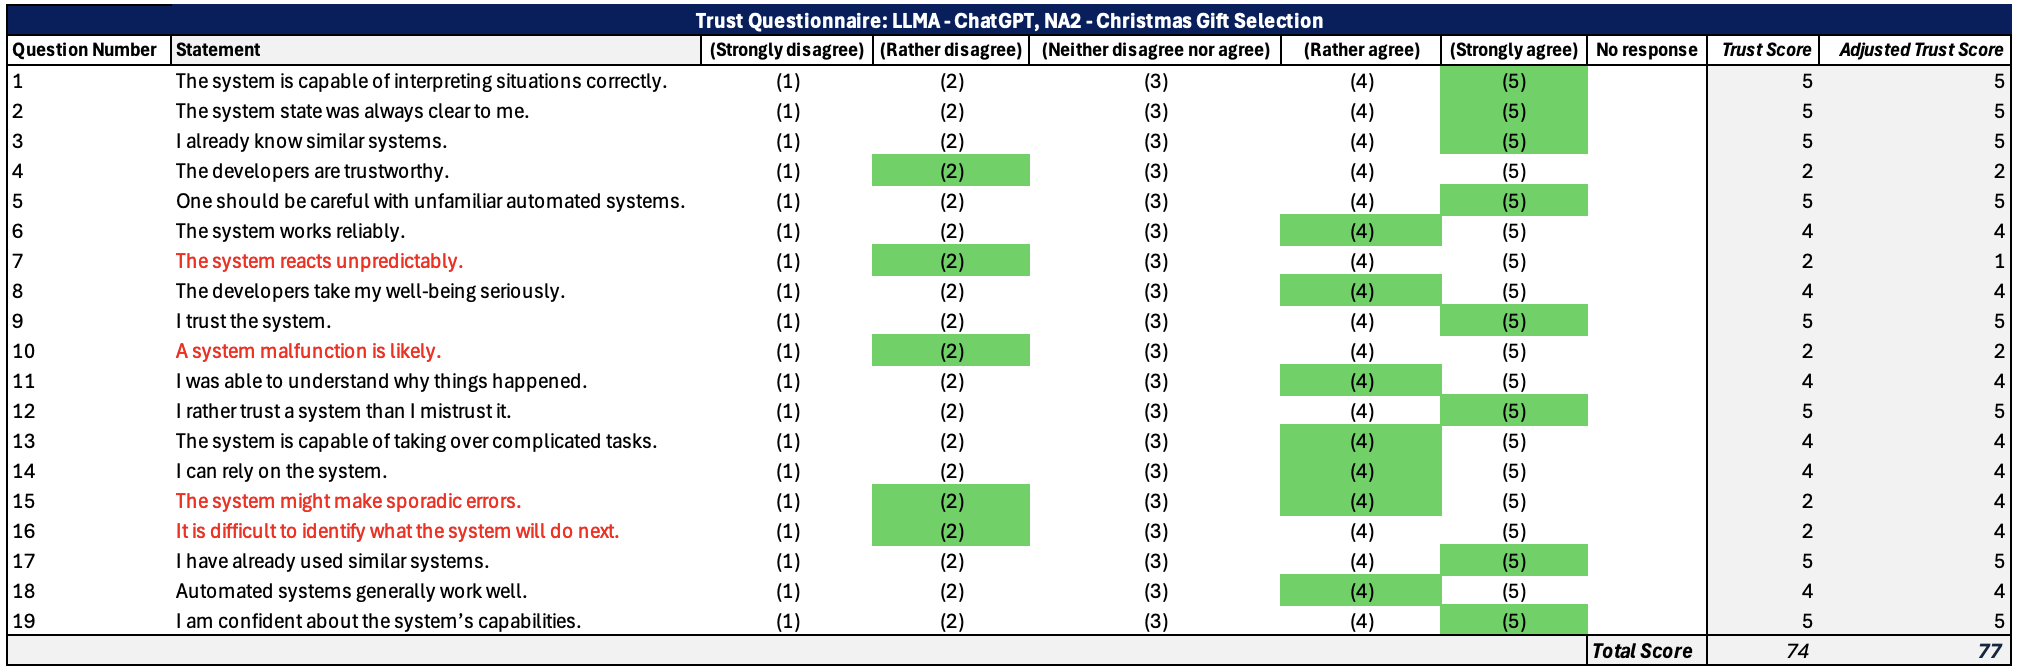 Trust Questionnaire: LLMA - ChatGPT, NA2 - Christmas Gift Selection
Question Number Statement (Strongly disagree) (Rather disagree) (Neither disagree nor agree) (Rather agree) (Strongly agree) No response Trust Score Adjusted Trust Score
1 The system is capable of interpreting situations correctly. (1) (2) (3) (4) (5) 5 5
2 The system state was always clear to me. (1) (2) (3) (4) (5) 5 5
3 I already know similar systems. (1) (2) (3) (4) (5) 5 5
4 The developers are trustworthy. (1) (2) (3) (4) (5) 2 2
5 One should be careful with unfamiliar automated systems. (1) (2) (3) (4) (5) 5 5
6 The system works reliably. (1) (2) (3) (4) (5) 4 4
7 The system reacts unpredictably. (1) (2) (3) (4) (5) 2 1
8 The developers take my well-being seriously. (1) (2) (3) (4) (5) 4 4
9 I trust the system. (1) (2) (3) (4) (5) 5 5
10 A system malfunction is likely. (1) (2) (3) (4) (5) 2 2
11 I was able to understand why things happened. (1) (2) (3) (4) (5) 4 4
12 I rather trust a system than I mistrust it. (1) (2) (3) (4) (5) 5 5
13 The system is capable of taking over complicated tasks. (1) (2) (3) (4) (5) 4 4
14 I can rely on the system. (1) (2) (3) (4) (5) 4 4
15 The system might make sporadic errors. (1) (2) (3) (4) (5) 2 4
16 It is difficult to identify what the system will do next. (1) (2) (3) (4) (5) 2 4
17 I have already used similar systems. (1) (2) (3) (4) (5) 5 5
18 Automated systems generally work well. (1) (2) (3) (4) (5) 4 4
19 I am confident about the system’s capabilities. (1) (2) (3) (4) (5) 5 5
Total Score 74 77